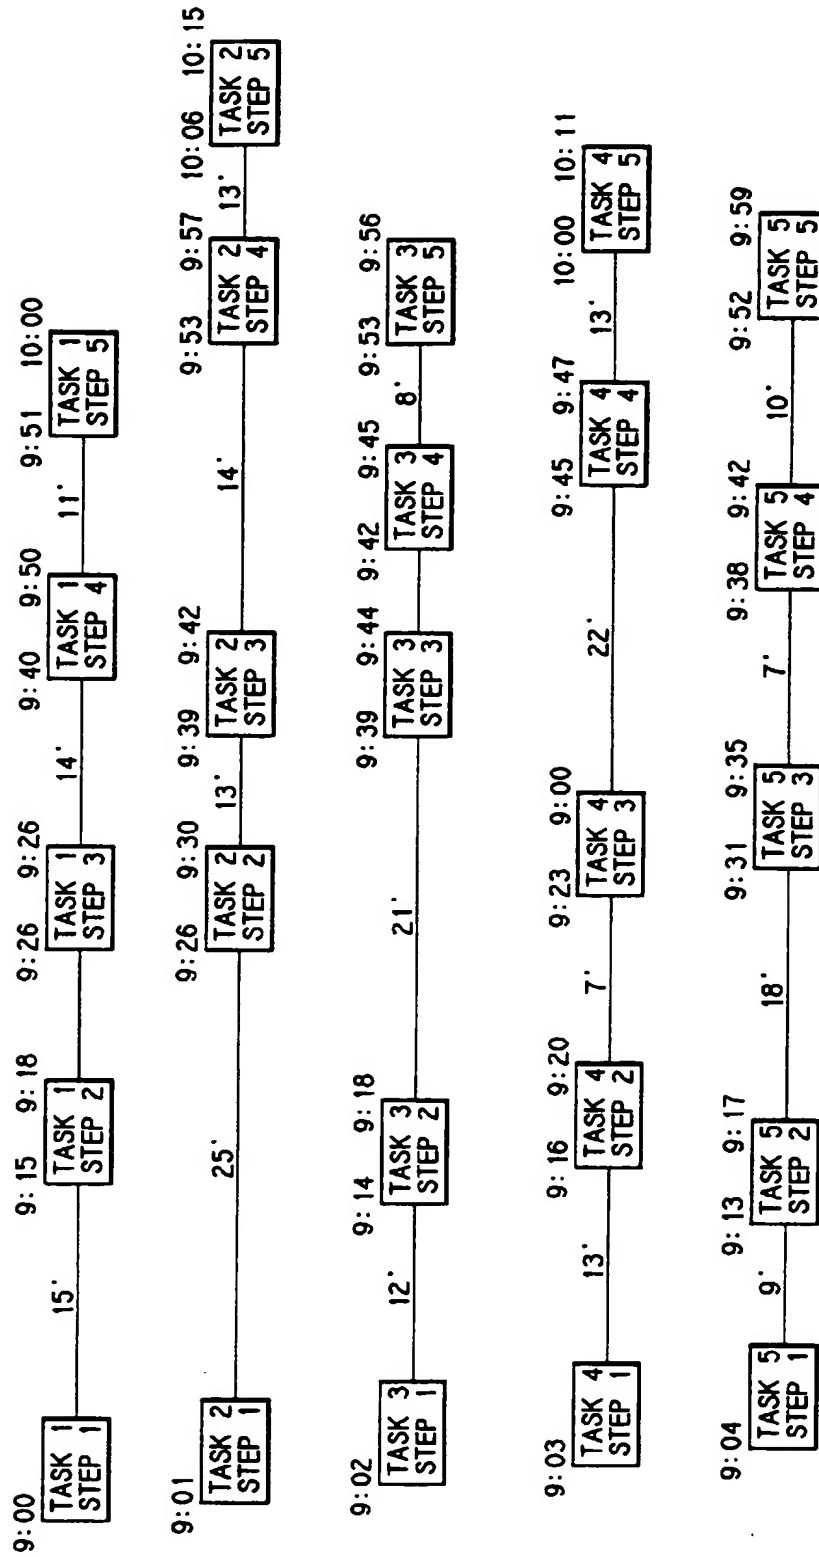 9:00
TASK 1
STEP 1
15'
9:15 9:18
TASK 1
STEP 2
9:26 9:26
TASK 1
STEP 3
14'
9:40 9:50
TASK 1
STEP 4
11'
9:51 10:00
TASK 1
STEP 5
9:01
TASK 2
STEP 1
25'
9:26 9:30
TASK 2
STEP 2
13'
9:39 9:42
TASK 2
STEP 3
14'
9:53 9:57
TASK 2
STEP 4
13'
10:06 10:15
TASK 2
STEP 5
9:02
TASK 3
STEP 1
12'
9:14 9:18
TASK 3
STEP 2
21'
9:39 9:44
TASK 3
STEP 3
9:42 9:45
TASK 3
STEP 4
8'
9:53 9:56
TASK 3
STEP 5
9:03
TASK 4
STEP 1
13'
9:16 9:20
TASK 4
STEP 2
7'
9:23 9:00
TASK 4
STEP 3
22'
9:45 9:47
TASK 4
STEP 4
13'
10:00 10:11
TASK 4
STEP 5
9:04
TASK 5
STEP 1
9'
9:13 9:17
TASK 5
STEP 2
18'
9:31 9:35
TASK 5
STEP 3
7'
9:38 9:42
TASK 5
STEP 4
10'
9:52 9:59
TASK 5
STEP 5